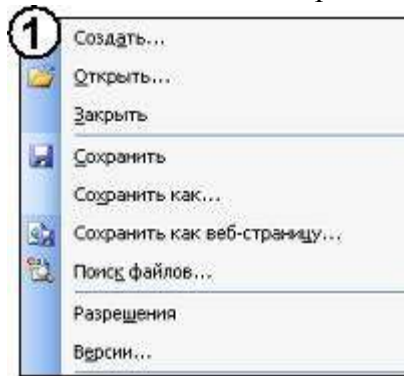 1
Создать...
Открыть...
Закрыть
Сохранить
Сохранить как...
Сохранить как веб-страницу...
Поиск файлов...
Разрешения
Версии...